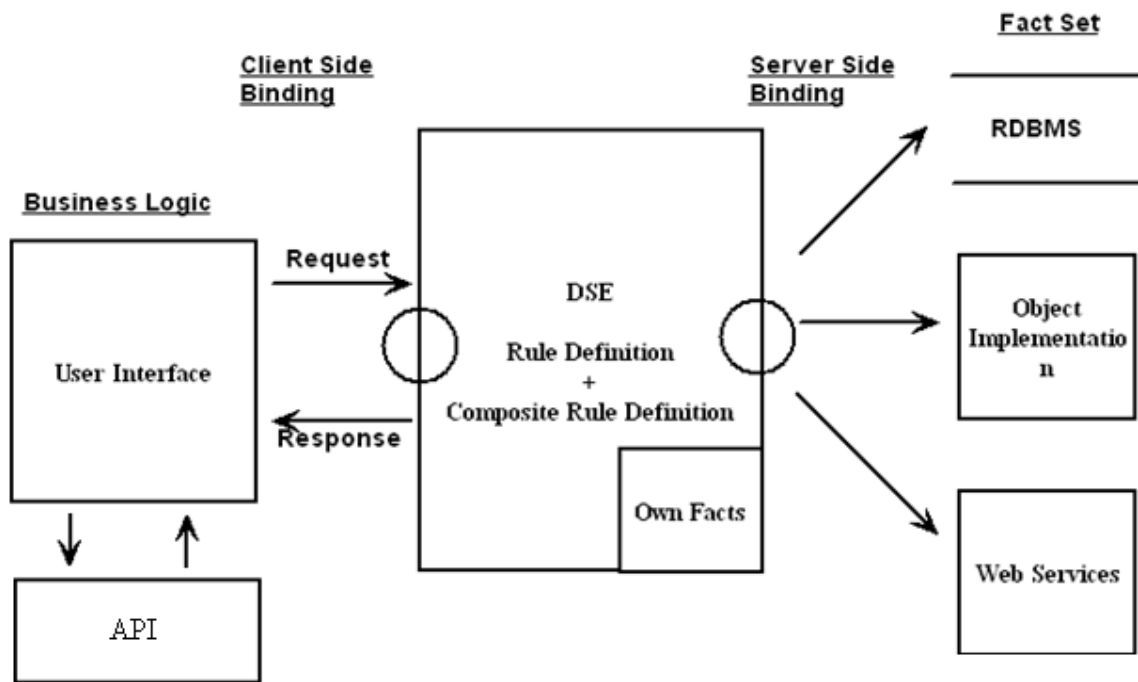 Fact Set
Client Side
Binding
Server Side
Binding
RDBMS
Business Logic
Request
DSE
Object
Implementatio
n
User Interface
Rule Definition
+
Composite Rule Definition
Response
Own Facts
Web Services
API